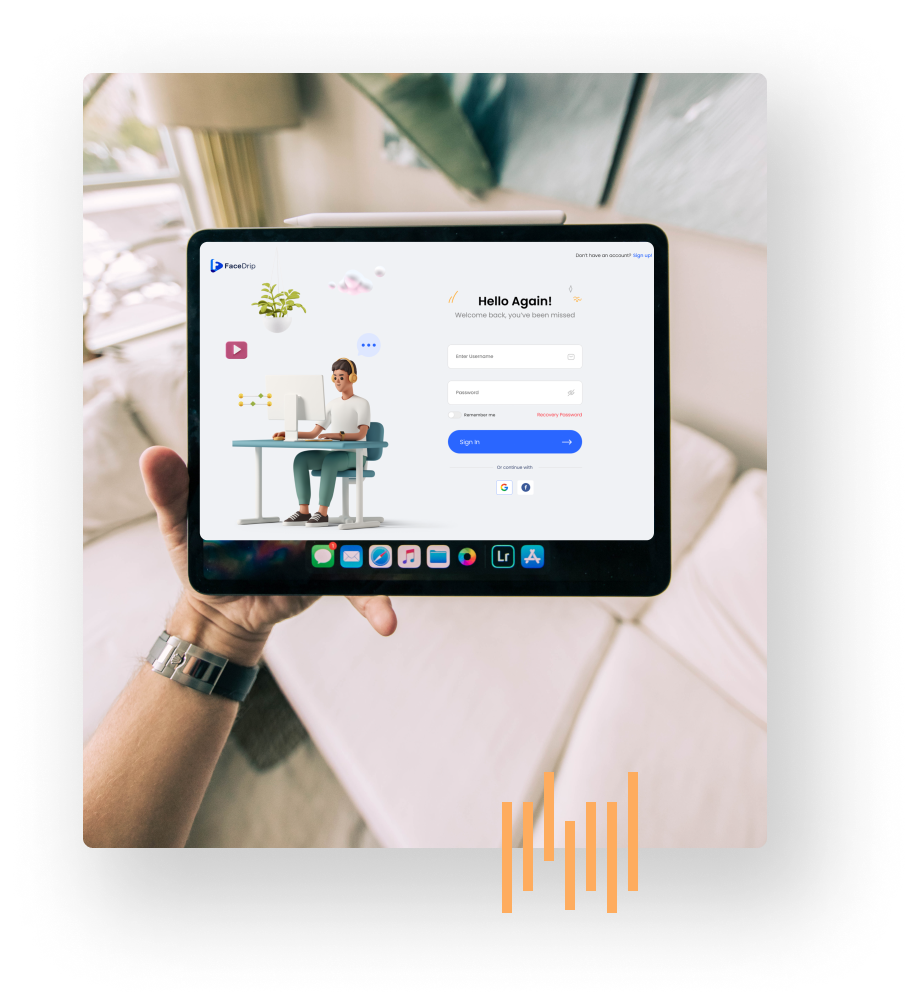 Don't have an account? Sign up!
FaceDrip
Hello Again!
Welcome back, you've been missed
Enter Username
Password
Remember me
Recovery Password
Sign In
Or continue with
G
f
1
Lr